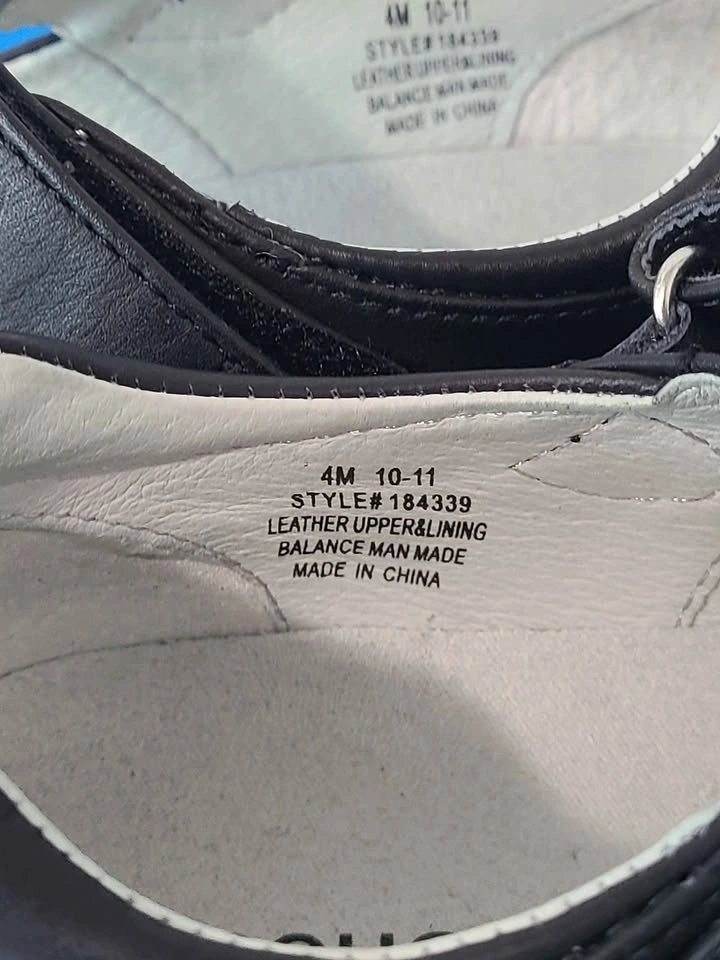 4M 10-11
STYLE# 184339
LEATHER UPPER&LINING
BALANCE MAN MADE
MADE IN CHINA
4M 10-11
STYLE# 184339
LEATHER UPPER&LINING
BALANCE MAN MADE
MADE IN CHINA